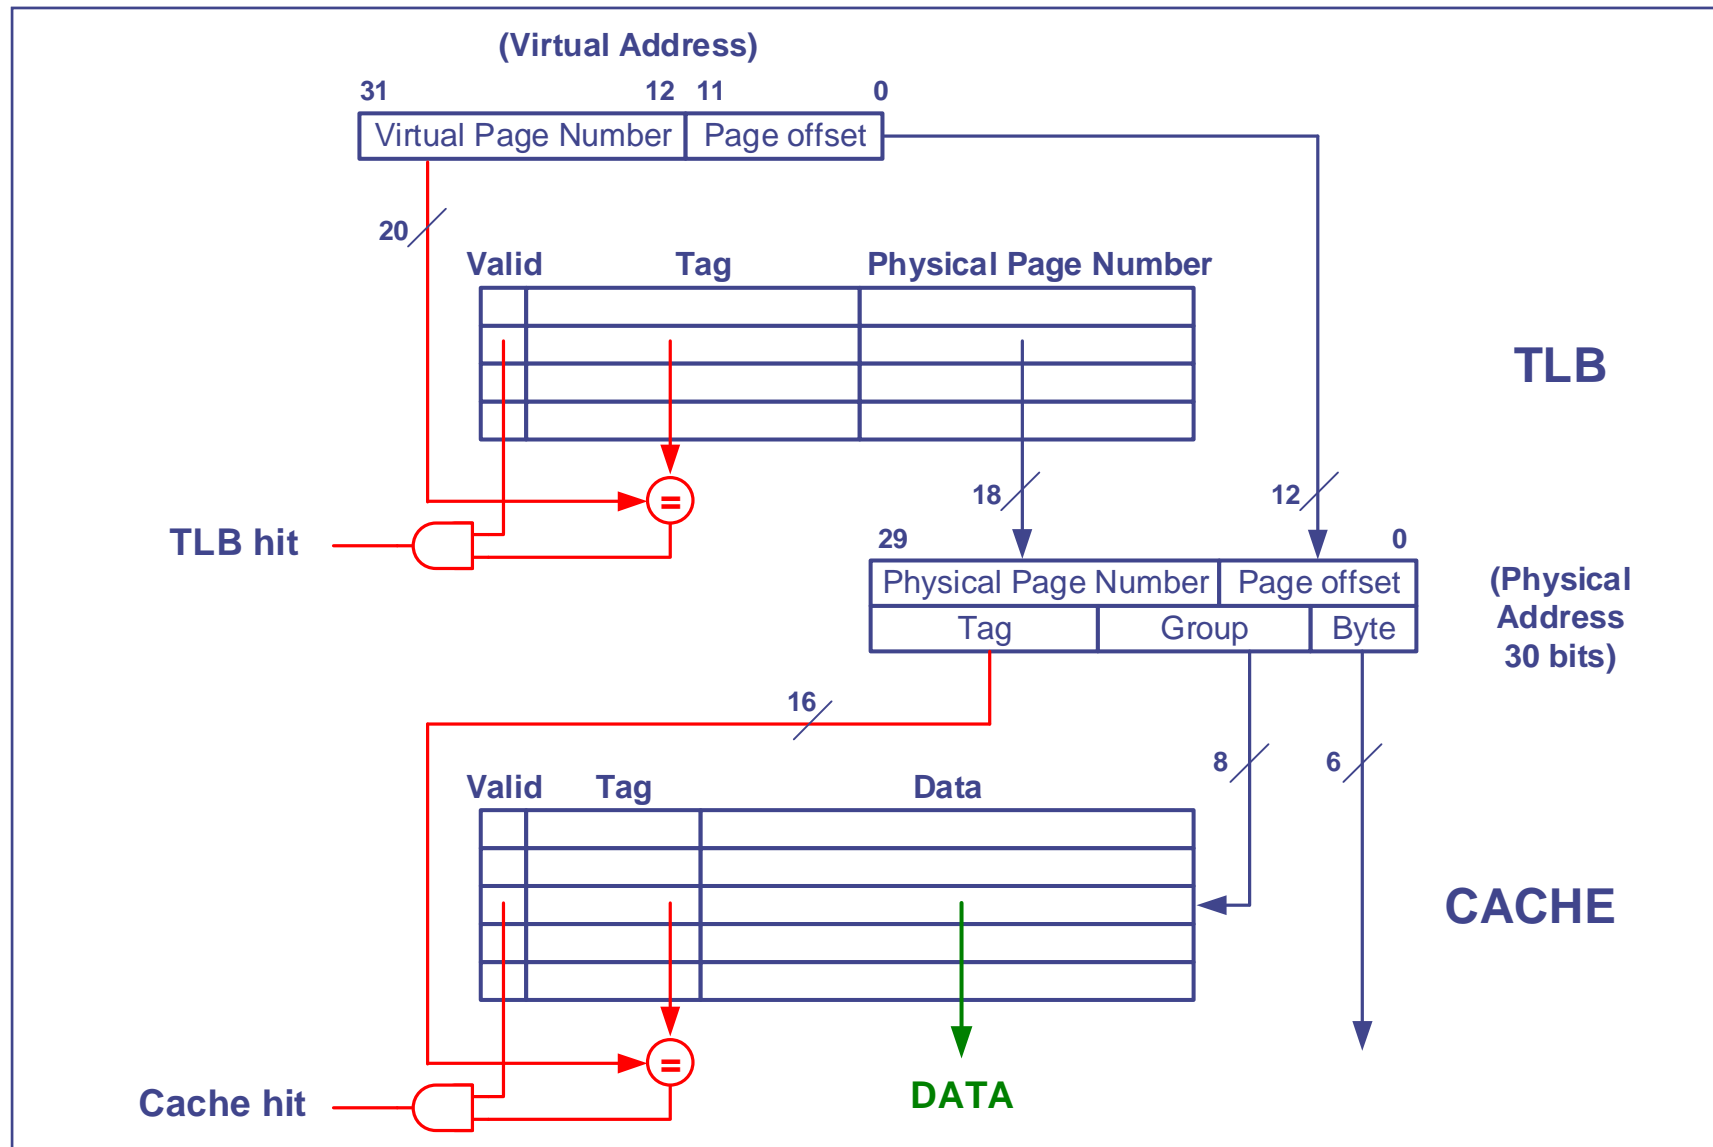 (Virtual Address)
31 12 11 0
Virtual Page Number Page offset
20
Valid Tag Physical Page Number
TLB
=
18 12
TLB hit
29 0
Physical Page Number Page offset
(Physical
Address
30 bits)
Tag Group Byte
16
8 6
Valid Tag Data
CACHE
=
Cache hit
DATA